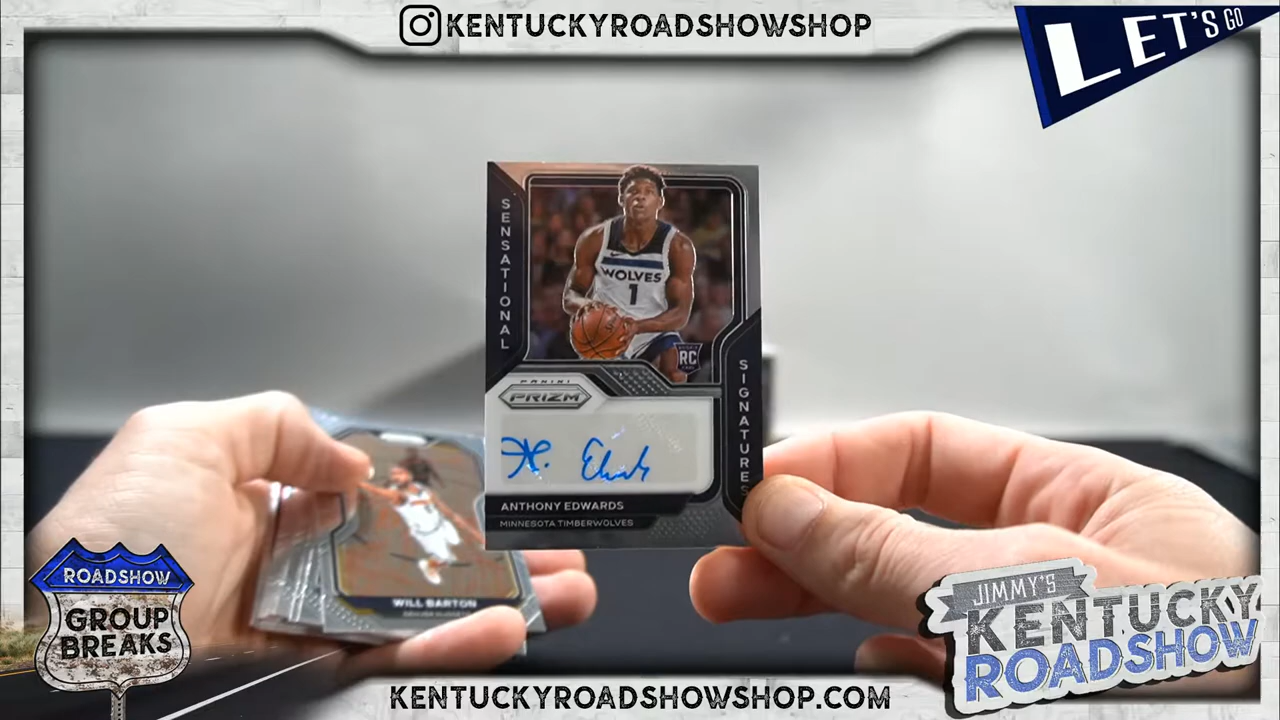 KENTUCKYROADSHOWSHOP
LET'S GO
SENSATIONAL
WOLVES
1
RC
SIGNATURES
PANINI
PRIZM
ANTHONY EDWARDS
MINNESOTA TIMBERWOLVES
WILL BARTON
ROADSHOW
GROUP
BREAKS
JIMMY'S
KENTUCKY
ROADSHOW
KENTUCKYROADSHOWSHOP.COM